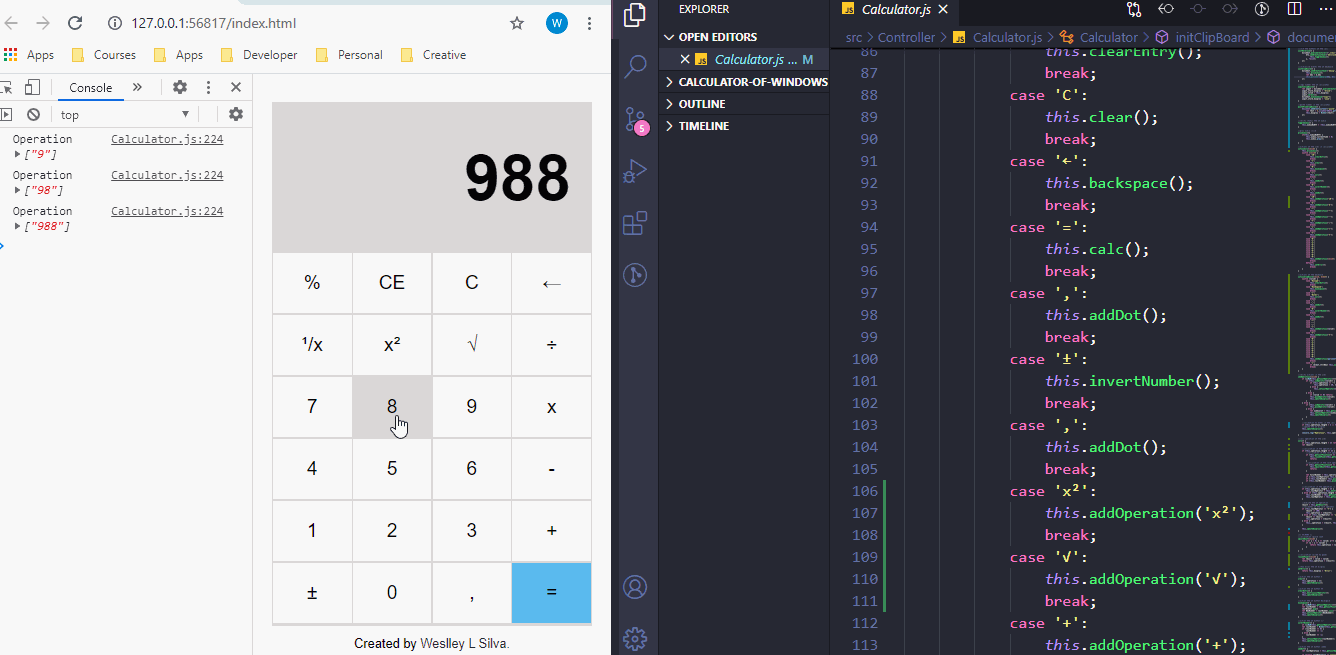 127.0.0.1:56817/index.html
W
Apps
Courses
Apps
Developer
Personal
Creative
Console
»
top
Operation Calculator.js:224
["9"]
Operation Calculator.js:224
["98"]
Operation Calculator.js:224
["988"]
988
% CE C ←
¹/x x² √ ÷
7 8 9 x
4 5 6 -
1 2 3 +
± 0 , =
Created by Weslley L Silva.
5
EXPLORER
OPEN EDITORS
JS Calculator.js ... M
CALCULATOR-OF-WINDOWS
OUTLINE
TIMELINE
JS Calculator.js
src > Controller > JS Calculator.js > Calculator > initClipBoard > docume
86 this.clearEntry();
87 break;
88 case 'C':
89 this.clear();
90 break;
91 case '←':
92 this.backspace();
93 break;
94 case '=':
95 this.calc();
96 break;
97 case ',':
98 this.addDot();
99 break;
100 case '±':
101 this.invertNumber();
102 break;
103 case ',':
104 this.addDot();
105 break;
106 case 'x²':
107 this.addOperation('x²');
108 break;
109 case '√':
110 this.addOperation('√');
111 break;
112 case '+':
113 this.addOperation('+');